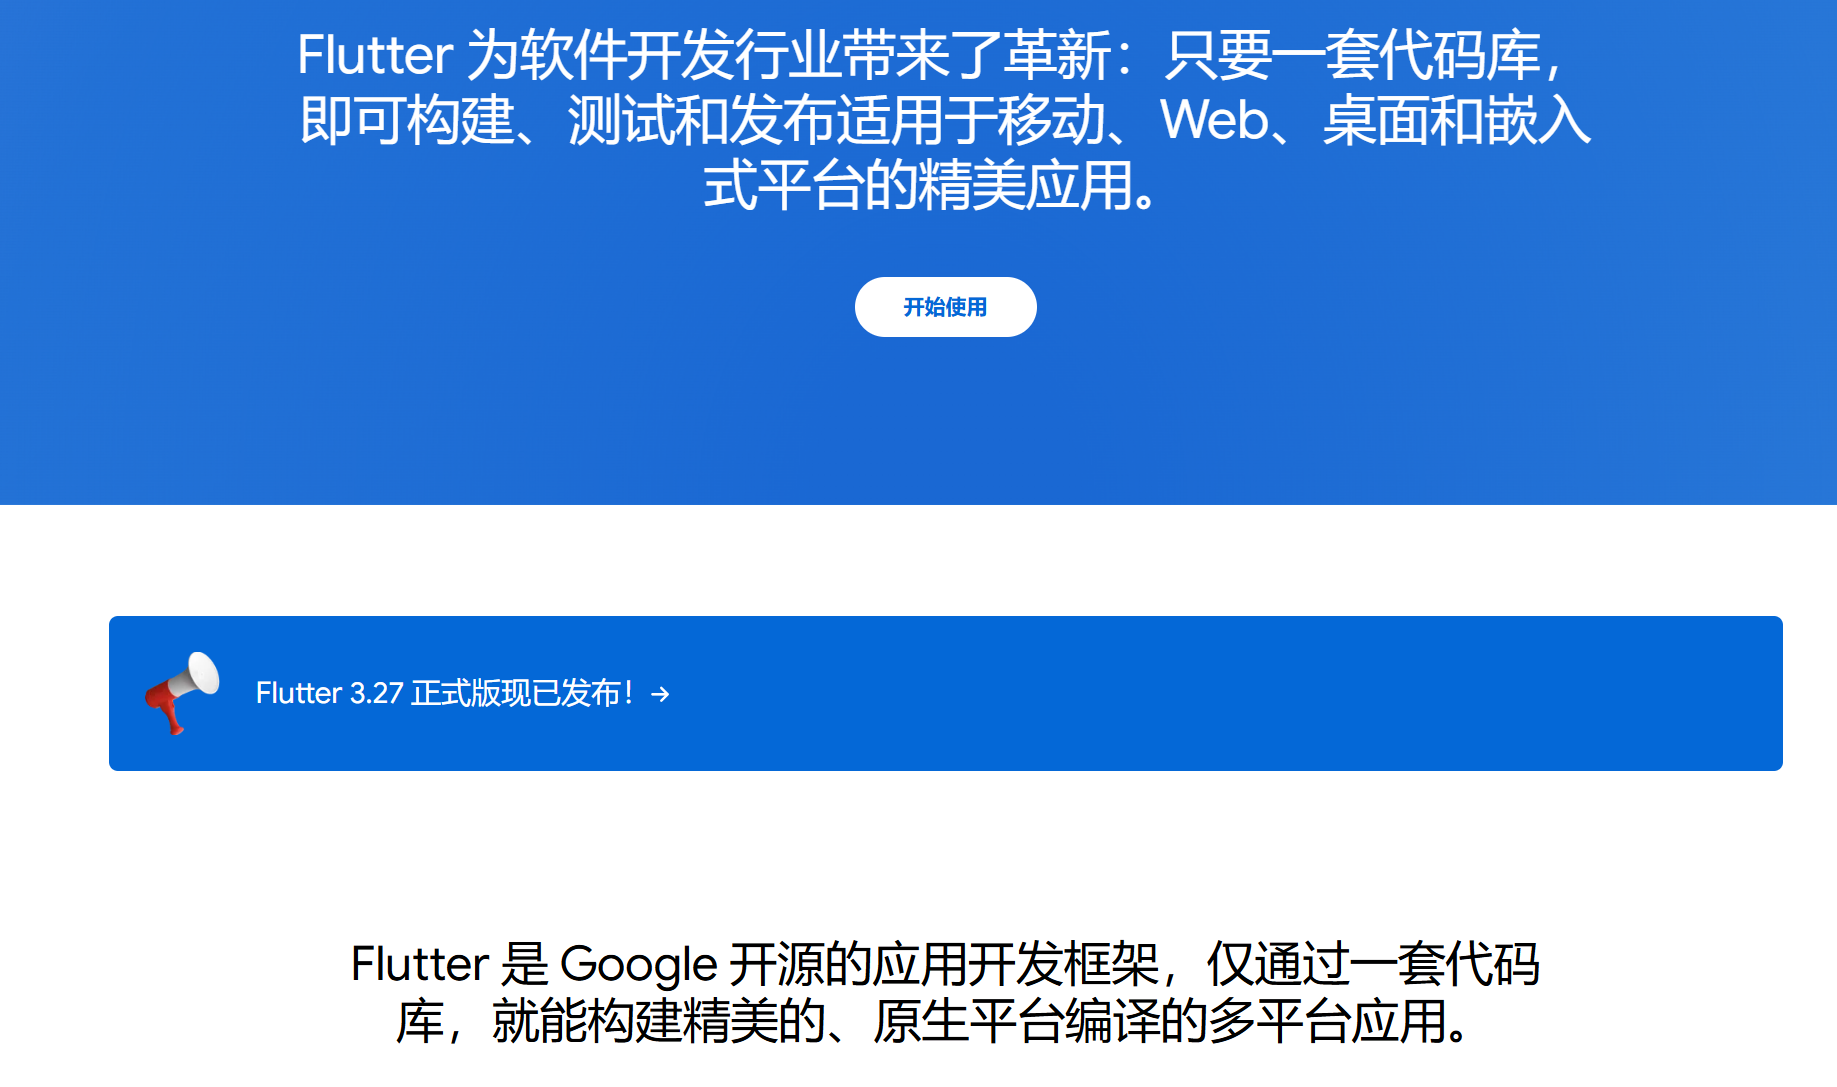 Flutter 为软件开发行业带来了革新：只要一套代码库，
即可构建、测试和发布适用于移动、Web、桌面和嵌入
式平台的精美应用。
开始使用
Flutter 3.27 正式版现已发布！→
Flutter 是 Google 开源的应用开发框架，仅通过一套代码
库，就能构建精美的、原生平台编译的多平台应用。